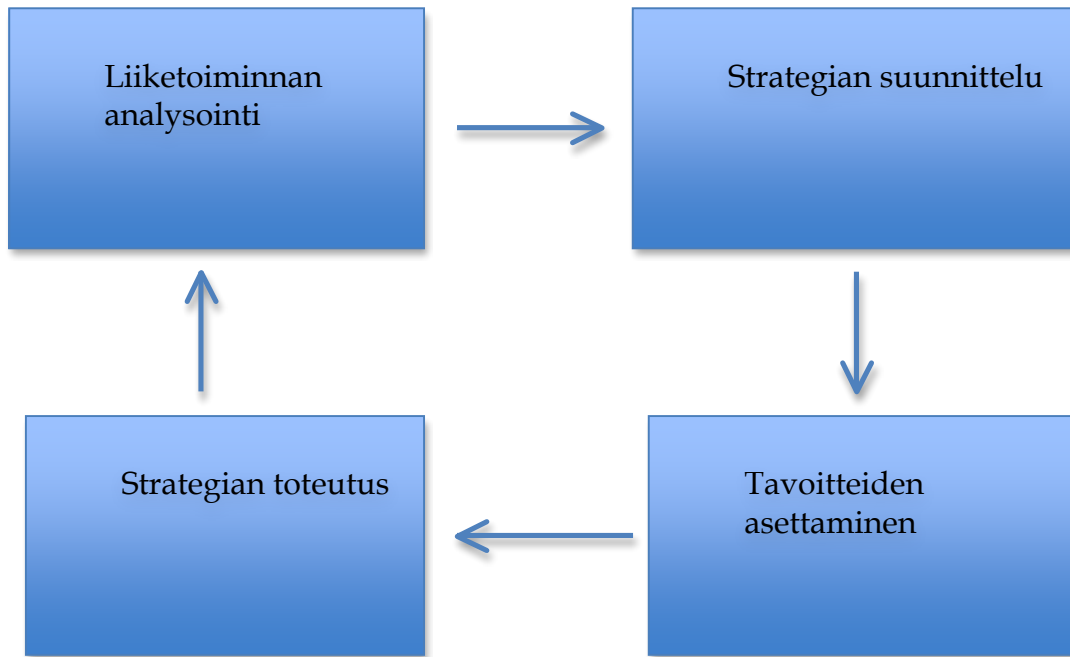 Liiketoiminnan
analysointi
Strategian suunnittelu
Strategian toteutus
Tavoitteiden
asettaminen